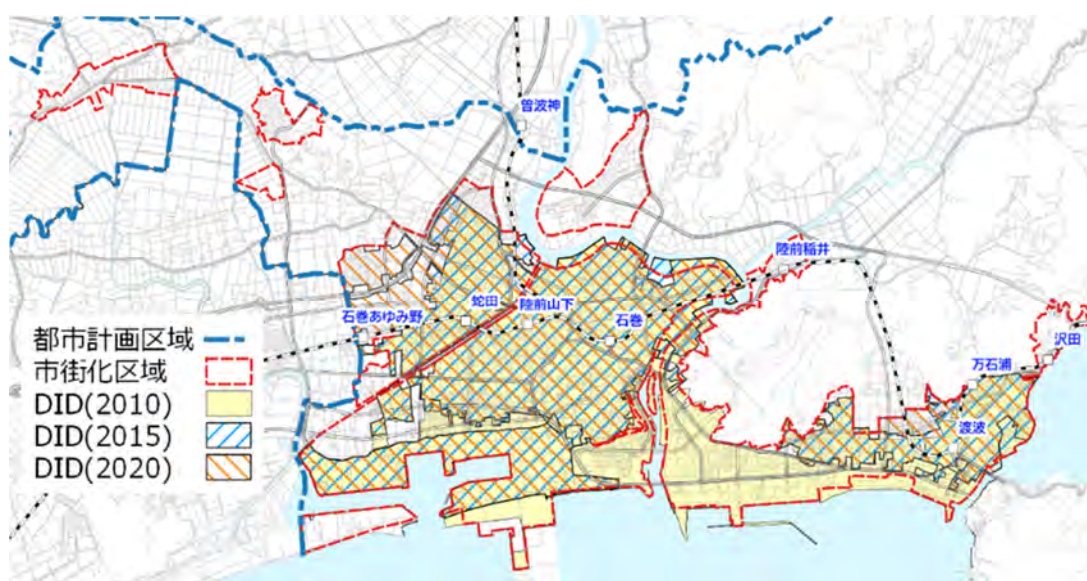 曽波神
陸前稲井
石巻あゆみ野
蛇田
陸前山下
石巻
沢田
万石浦
渡波
都市計画区域
市街化区域
DID(2010)
DID(2015)
DID(2020)